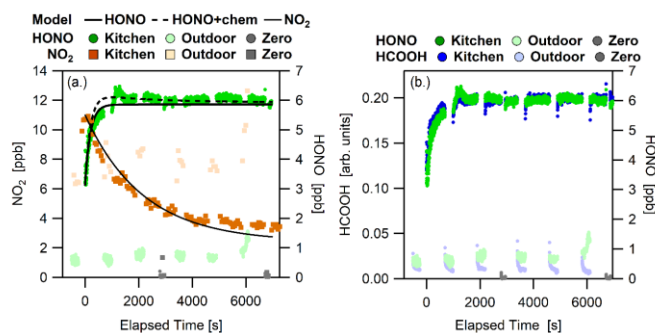 Model HONO HONO+chem NO2
HONO Kitchen Outdoor Zero
NO2 Kitchen Outdoor Zero
HONO Kitchen Outdoor Zero
HCOOH Kitchen Outdoor Zero
(a.)
14
12
10
8
6
4
2
0
NO2 [ppb]
7
6
5
4
3
2
1
0
HONO [ppb]
0 2000 4000 6000
Elapsed Time [s]
(b.)
0.20
0.15
0.10
0.05
0.00
HCOOH [arb. units]
7
6
5
4
3
2
1
0
HONO [ppb]
0 2000 4000 6000
Elapsed Time [s]